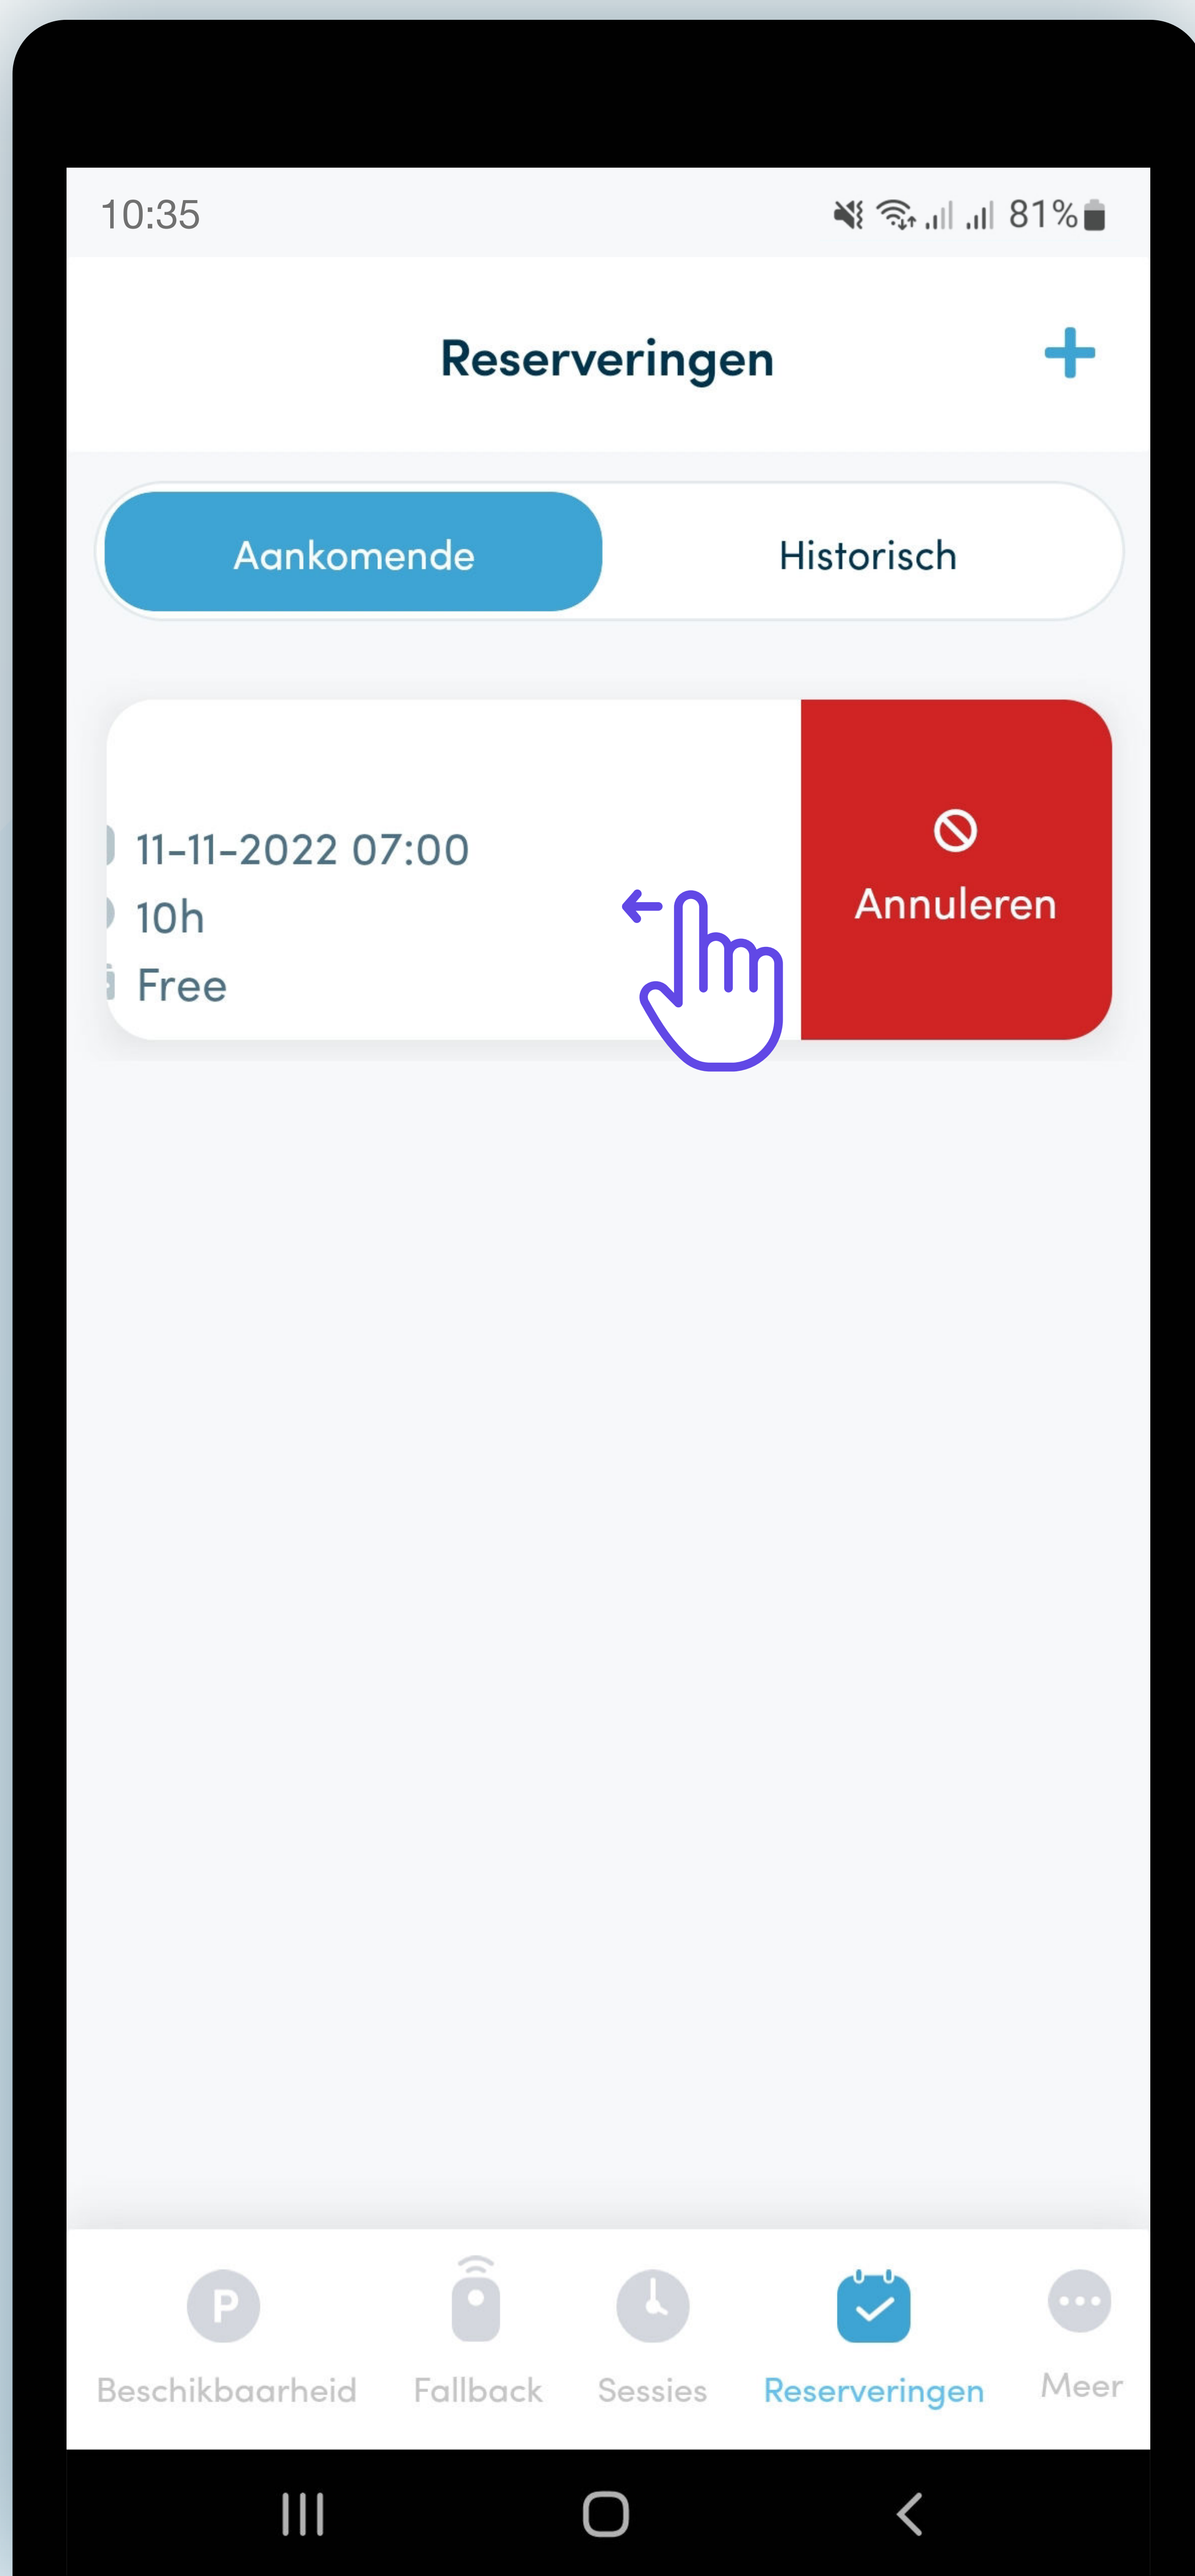 10:35 81%
Reserveringen
Aankomende Historisch
11-11-2022 07:00
10h
Free
Annuleren
P
Beschikbaarheid Fallback Sessies Reserveringen Meer